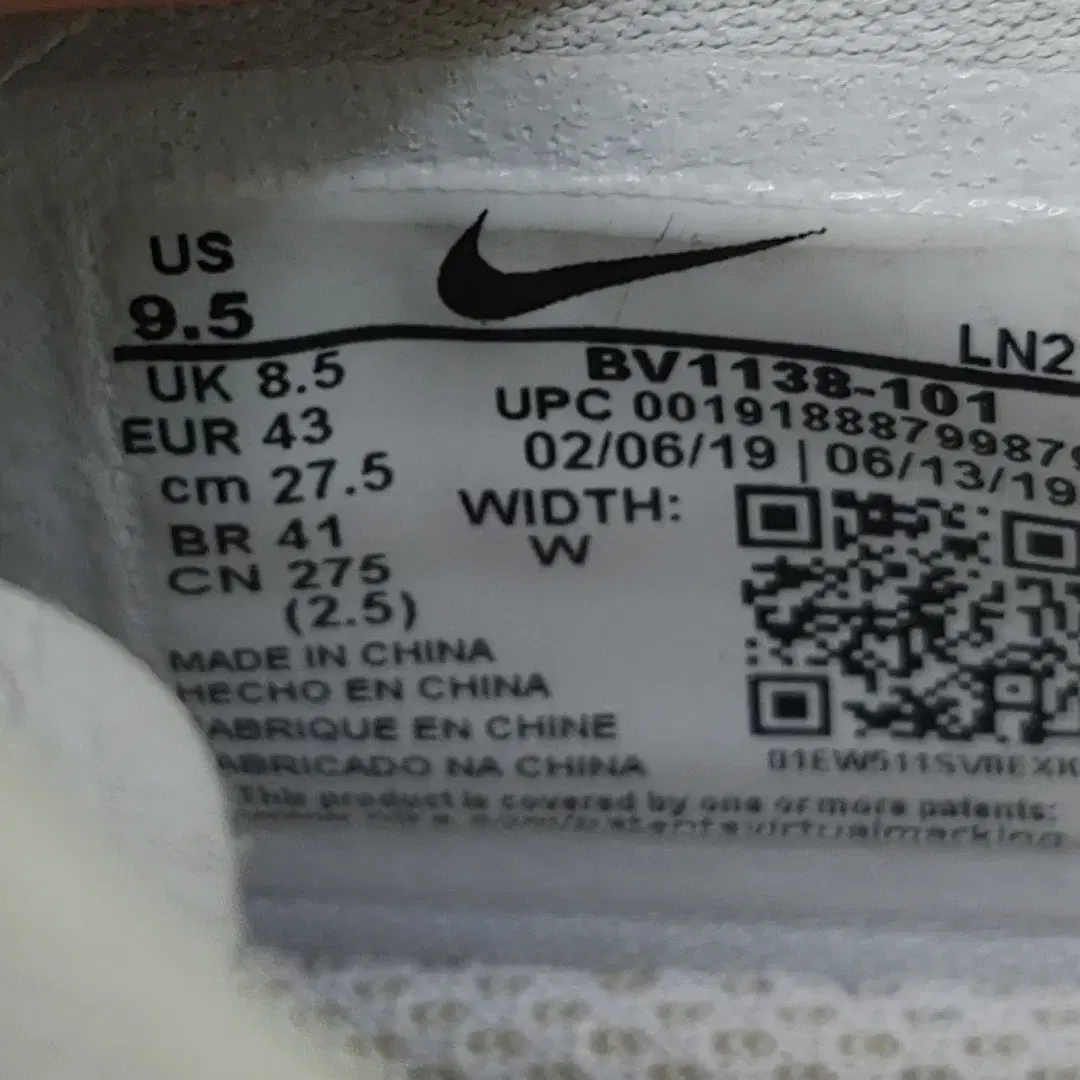 US
9.5
LN2
UK 8.5
BV1138-101
EUR 43
UPC 00191888799879
cm 27.5
02/06/19 | 06/13/19
BR 41
WIDTH:
W
CN 275
(2.5)
MADE IN CHINA
HECHO EN CHINA
FABRIQUE EN CHINE
FABRICADO NA CHINA
This product is covered by one or more patents: